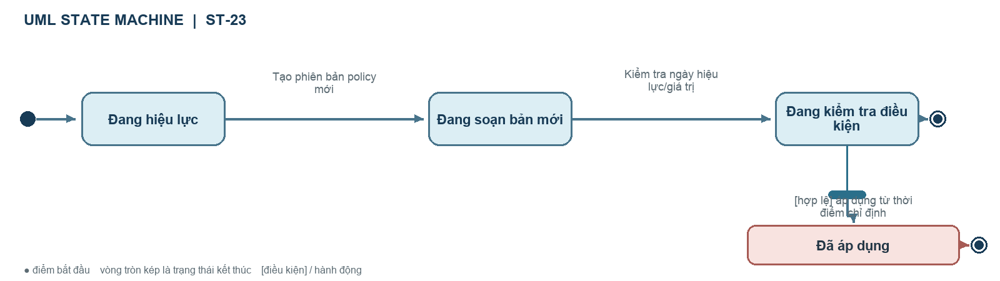 UML STATE MACHINE | ST-23
Tạo phiên bản policy
mới
Kiểm tra ngày hiệu
lực/giá trị
Đang hiệu lực
Đang soạn bản mới
Đang kiểm tra điều
kiện
[hợp lệ] áp dụng từ thời
điểm chỉ định
Đã áp dụng
● điểm bắt đầu vòng tròn kép là trạng thái kết thúc [điều kiện] / hành động